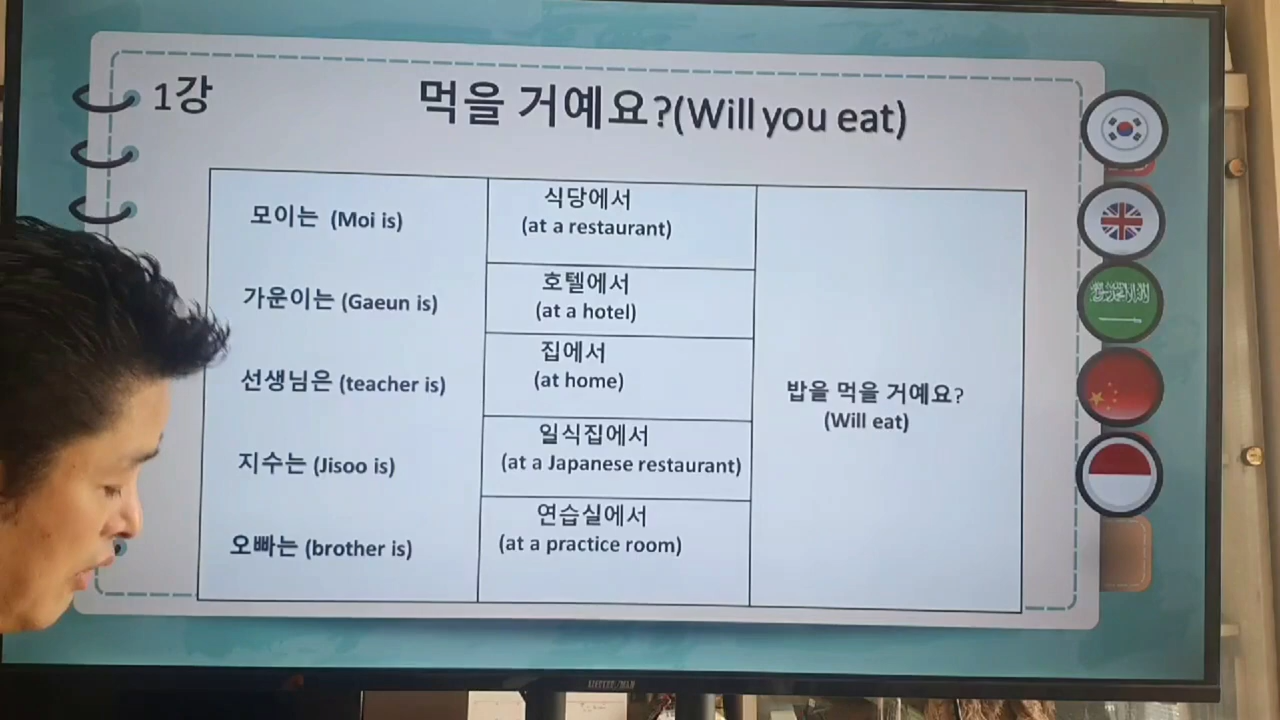 1강
먹을 거예요?(Will you eat)
모이는 (Moi is)
가운이는 (Gaeun is)
선생님은 (teacher is)
지수는 (Jisoo is)
오빠는 (brother is)
식당에서
(at a restaurant)
호텔에서
(at a hotel)
집에서
(at home)
일식집에서
(at a Japanese restaurant)
연습실에서
(at a practice room)
밥을 먹을 거예요?
(Will eat)